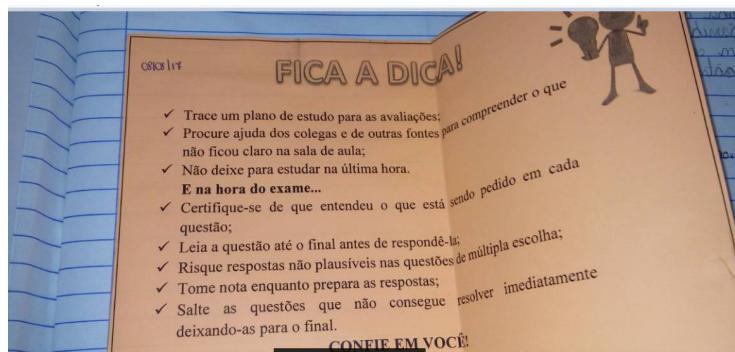 08/08/17
FICA A DICA!
✓ Trace um plano de estudo para as avaliações;
✓ Procure ajuda dos colegas e de outras fontes para compreender o que
não ficou claro na sala de aula;
✓ Não deixe para estudar na última hora.
E na hora do exame...
✓ Certifique-se de que entendeu o que está sendo pedido em cada
questão;
✓ Leia a questão até o final antes de respondê-la;
✓ Risque respostas não plausíveis nas questões de múltipla escolha;
✓ Tome nota enquanto prepara as respostas;
✓ Salte as questões que não consegue resolver imediatamente
deixando-as para o final.
CONFIE EM VOCÊ!